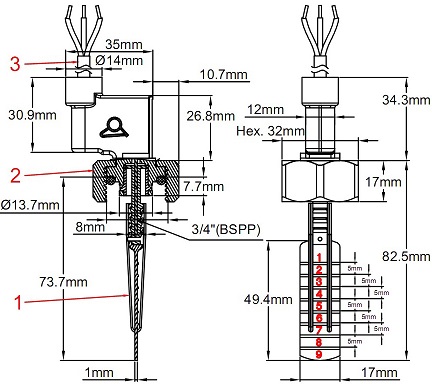 35mm
3
Ø14mm
10.7mm
30.9mm
26.8mm
12mm
34.3mm
Hex. 32mm
2
7.7mm
17mm
Ø13.7mm
8mm
3/4"(BSPP)
73.7mm
82.5mm
49.4mm
1
1
2
5mm
3
5mm
4
5mm
5
5mm
6
5mm
7
5mm
8
5mm
9
1mm
17mm